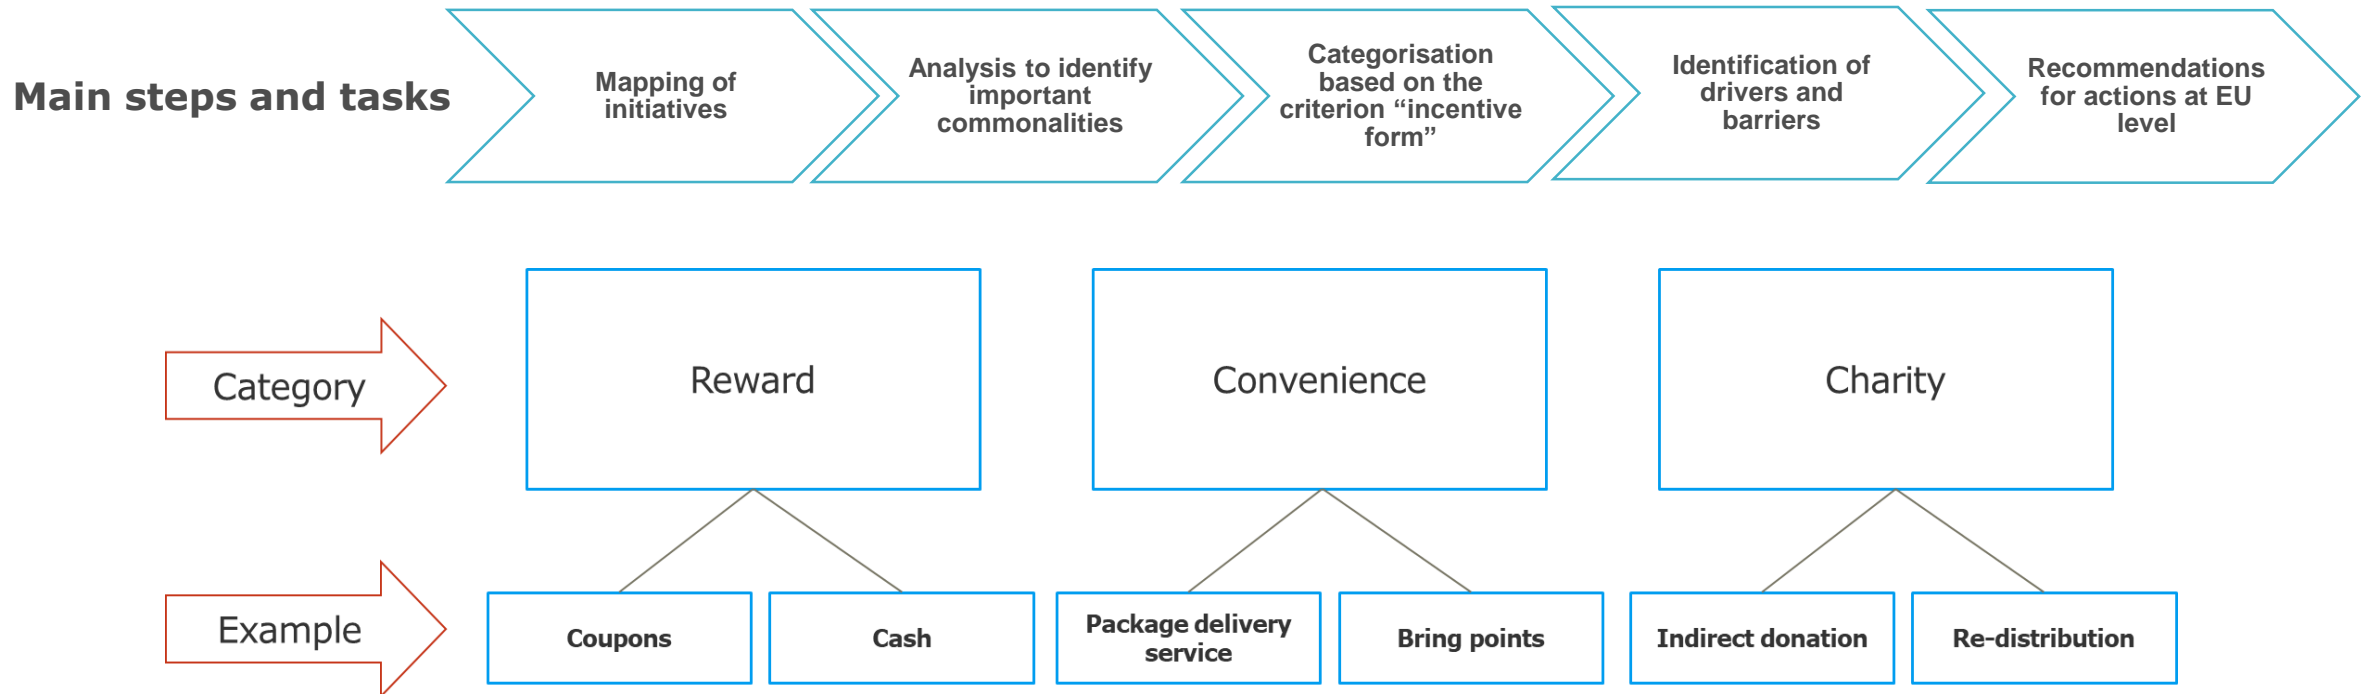 Main steps and tasks
Mapping of
initiatives
Analysis to identify
important
commonalities
Categorisation
based on the
criterion “incentive
form”
Identification of
drivers and
barriers
Recommendations
for actions at EU
level
Category
Reward
Convenience
Charity
Example
Coupons
Cash
Package delivery
service
Bring points
Indirect donation
Re-distribution